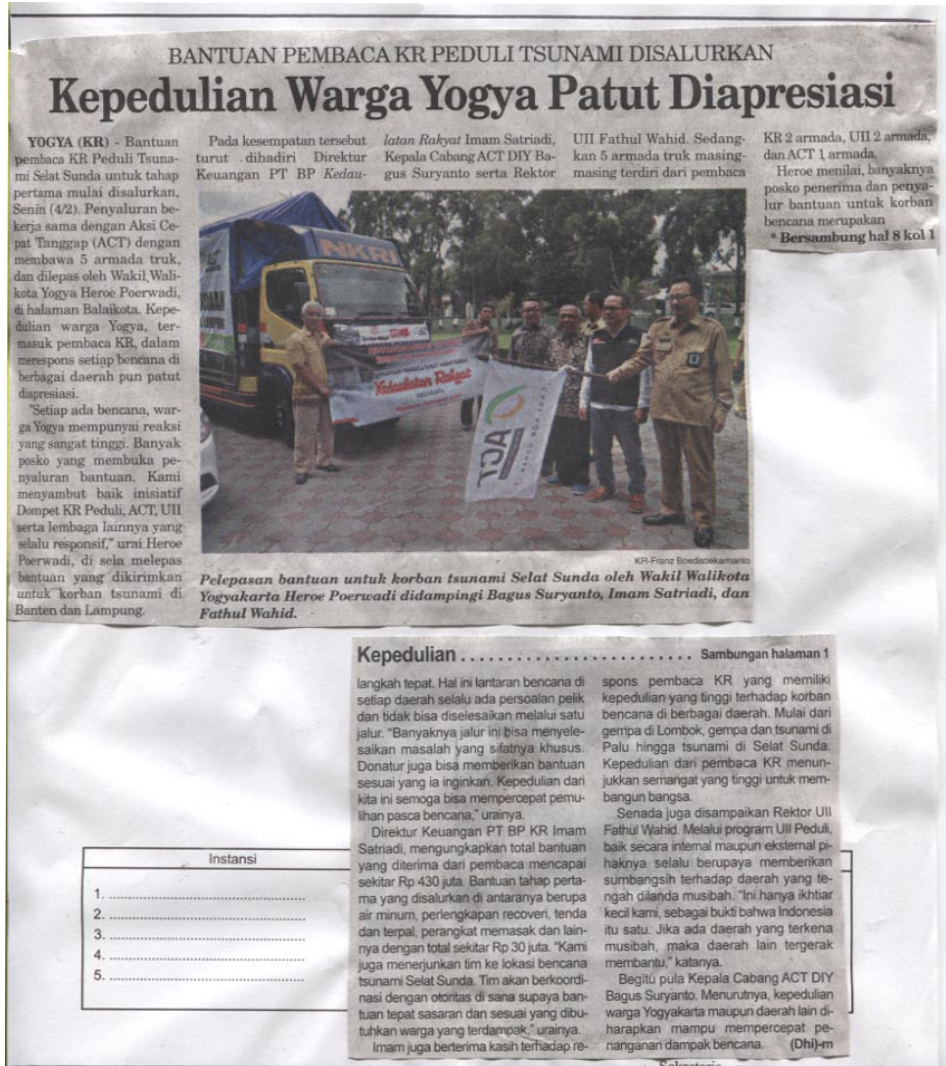 BANTUAN PEMBACA KR PEDULI TSUNAMI DISALURKAN
Kepedulian Warga Yogya Patut Diapresiasi
YOGYA (KR) - Bantuan
pembaca KR Peduli Tsuna-
mi Selat Sunda untuk tahap
pertama mulai disalurkan,
Senin (4/2). Penyaluran be-
kerja sama dengan Aksi Ce-
pat Tanggap (ACT) dengan
membawa 5 armada truk,
dan dilepas oleh Wakil Wali-
kota Yogya Heroe Poerwadi,
di halaman Balaikota. Kepe-
dulian warga Yogya, ter-
masuk pembaca KR, dalam
merespons setiap bencana di
berbagai daerah pun patut
diapresiasi.
"Setiap ada bencana, war-
ga Yogya mempunyai reaksi
yang sangat tinggi. Banyak
posko yang membuka pe-
nyaluran bantuan. Kami
menyambut baik inisiatif
Dompet KR Peduli, ACT, UII
serta lembaga lainnya yang
selalu responsif," urai Heroe
Poerwadi, di sela melepas
bantuan yang dikirimkan
untuk korban tsunami di
Banten dan Lampung.
Pada kesempatan tersebut
turut dihadiri Direktur
Keuangan PT BP Kedau-
latan Rakyat Imam Satriadi,
Kepala Cabang ACT DIY Ba-
gus Suryanto serta Rektor
UII Fathul Wahid. Sedang-
kan 5 armada truk masing-
masing terdiri dari pembaca
KR 2 armada, UII 2 armada,
dan ACT 1 armada.
Heroe menilai, banyaknya
posko penerima dan penya-
lur bantuan untuk korban
bencana merupakan
* Bersambung hal 8 kol 1
NKRI
Kedaulatan Rakyat
ACT
KR-Franz Boedisoekarnanto
Pelepasan bantuan untuk korban tsunami Selat Sunda oleh Wakil Walikota
Yogyakarta Heroe Poerwadi didampingi Bagus Suryanto, Imam Satriadi, dan
Fathul Wahid.
Kepedulian . . . . . . . . . . . . . . . . . . . . . . . . . Sambungan halaman 1
langkah tepat. Hal ini lantaran bencana di
setiap daerah selalu ada persoalan pelik
dan tidak bisa diselesaikan melalui satu
jalur. "Banyaknya jalur ini bisa menyele-
saikan masalah yang sifatnya khusus.
Donatur juga bisa memberikan bantuan
sesuai yang ia inginkan. Kepedulian dari
kita ini semoga bisa mempercepat pemu-
lihan pasca bencana," urainya.
Direktur Keuangan PT BP KR Imam
Satriadi, mengungkapkan total bantuan
yang diterima dari pembaca mencapai
sekitar Rp 430 juta. Bantuan tahap perta-
ma yang disalurkan di antaranya berupa
air minum, perlengkapan recoveri, tenda
dan terpal, perangkat memasak dan lain-
nya dengan total sekitar Rp 30 juta. "Kami
juga menerjunkan tim ke lokasi bencana
tsunami Selat Sunda. Tim akan berkoordi-
nasi dengan otoritas di sana supaya ban-
tuan tepat sasaran dan sesuai yang dibu-
tuhkan warga yang terdampak," urainya.
Imam juga berterima kasih terhadap re-
spons pembaca KR yang memiliki
kepedulian yang tinggi terhadap korban
bencana di berbagai daerah. Mulai dari
gempa di Lombok, gempa dan tsunami di
Palu hingga tsunami di Selat Sunda.
Kepedulian dari pembaca KR menun-
jukkan semangat yang tinggi untuk mem-
bangun bangsa.
Senada juga disampaikan Rektor UII
Fathul Wahid. Melalui program UII Peduli,
baik secara internal maupun eksternal pi-
haknya selalu berupaya memberikan
sumbangsih terhadap daerah yang te-
ngah dilanda musibah. "Ini hanya ikhtiar
kecil kami, sebagai bukti bahwa Indonesia
itu satu. Jika ada daerah yang terkena
musibah, maka daerah lain tergerak
membantu," katanya.
Begitu pula Kepala Cabang ACT DIY
Bagus Suryanto. Menurutnya, kepedulian
warga Yogyakarta maupun daerah lain di-
harapkan mampu mempercepat pe-
nanganan dampak bencana. (Dhi)-m
Instansi
1. ..................................................
2. ..................................................
3. ..................................................
4. ..................................................
5. ..................................................